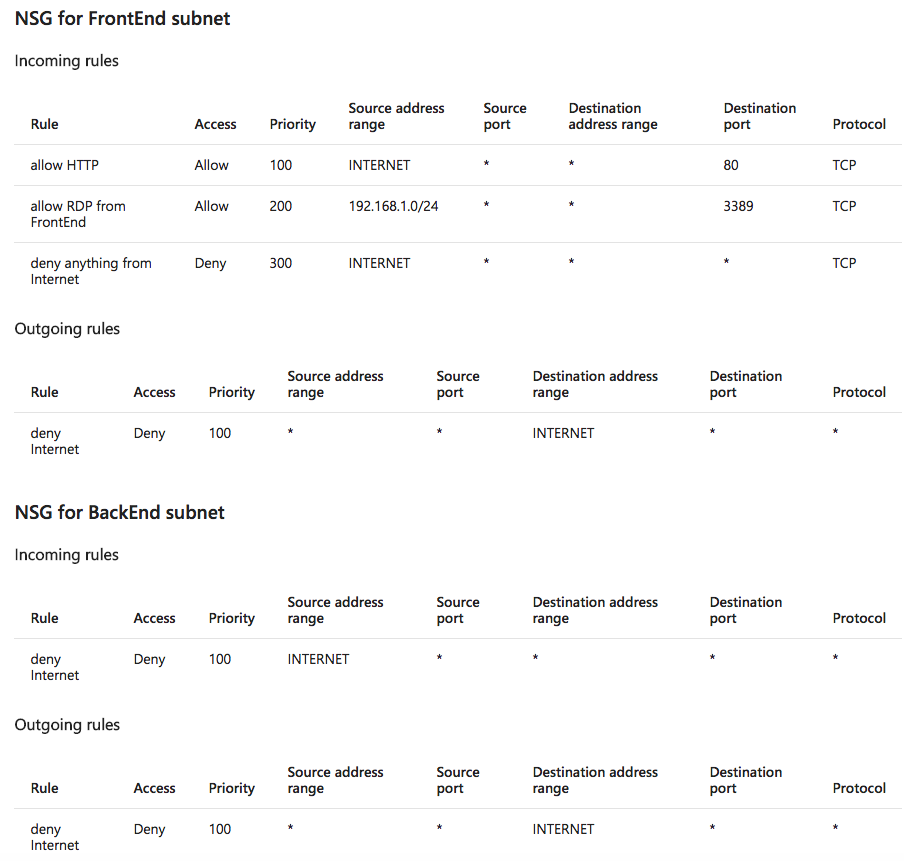 NSG for FrontEnd subnet
Incoming rules
Rule Access Priority Source address range Source port Destination address range Destination port Protocol
allow HTTP Allow 100 INTERNET * * 80 TCP
allow RDP from FrontEnd Allow 200 192.168.1.0/24 * * 3389 TCP
deny anything from Internet Deny 300 INTERNET * * * TCP
Outgoing rules
Rule Access Priority Source address range Source port Destination address range Destination port Protocol
deny Internet Deny 100 * * INTERNET * *
NSG for BackEnd subnet
Incoming rules
Rule Access Priority Source address range Source port Destination address range Destination port Protocol
deny Internet Deny 100 INTERNET * * * *
Outgoing rules
Rule Access Priority Source address range Source port Destination address range Destination port Protocol
deny Internet Deny 100 * * INTERNET * *